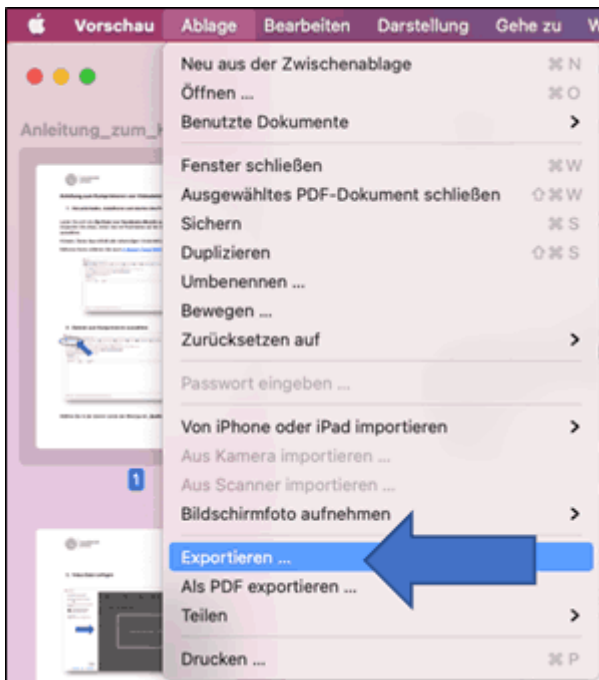 Vorschau Ablage Bearbeiten Darstellung Gehe zu W
Neu aus der Zwischenablage ⌘ N
Öffnen ... ⌘ O
Anleitung_zum_
Benutzte Dokumente >
Fenster schließen ⌘ W
Ausgewähltes PDF-Dokument schließen ⇧ ⌘ W
Sichern ⌘ S
Duplizieren ⇧ ⌘ S
Umbenennen ...
Bewegen ...
Zurücksetzen auf >
Passwort eingeben ...
Von iPhone oder iPad importieren >
Aus Kamera importieren ...
1
Aus Scanner importieren ...
Bildschirmfoto aufnehmen >
Exportieren ...
Als PDF exportieren ...
Teilen >
Drucken ... ⌘ P